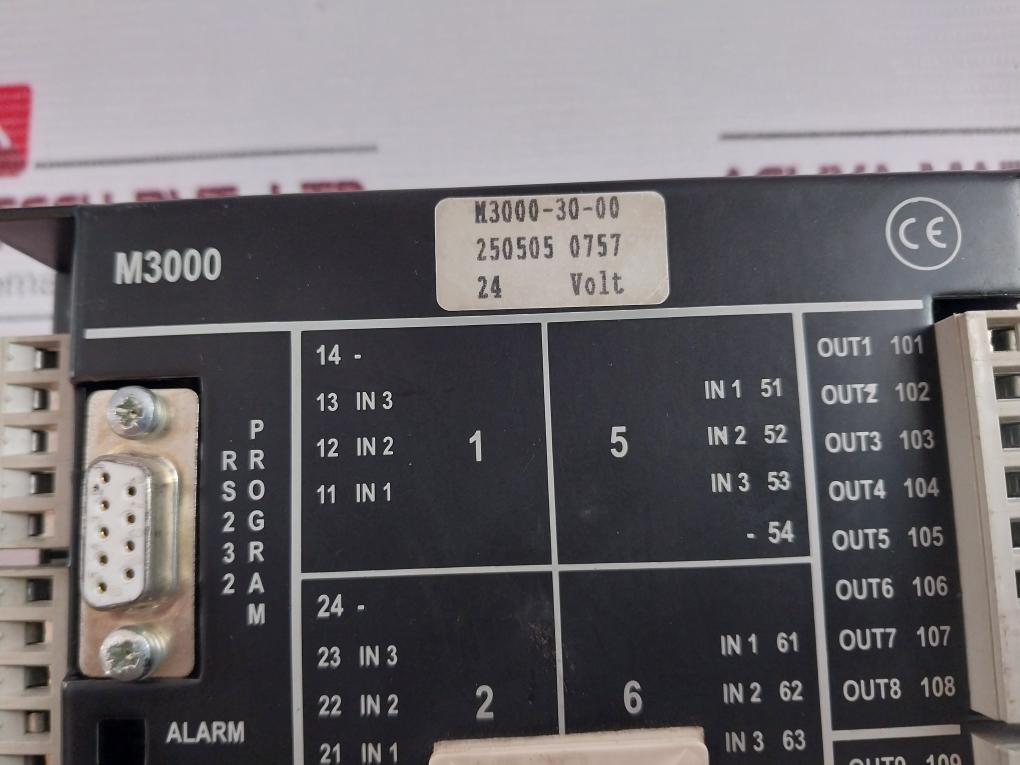 M3000
M3000-30-00
250505 0757
24 Volt
CE
RS232
PROGRAM
ALARM
14 -
13 IN 3
12 IN 2
11 IN 1
1
5
IN 1 51
IN 2 52
IN 3 53
- 54
24 -
23 IN 3
22 IN 2
21 IN 1
2
6
IN 1 61
IN 2 62
IN 3 63
OUT1 101
OUT2 102
OUT3 103
OUT4 104
OUT5 105
OUT6 106
OUT7 107
OUT8 108
OUT9 109